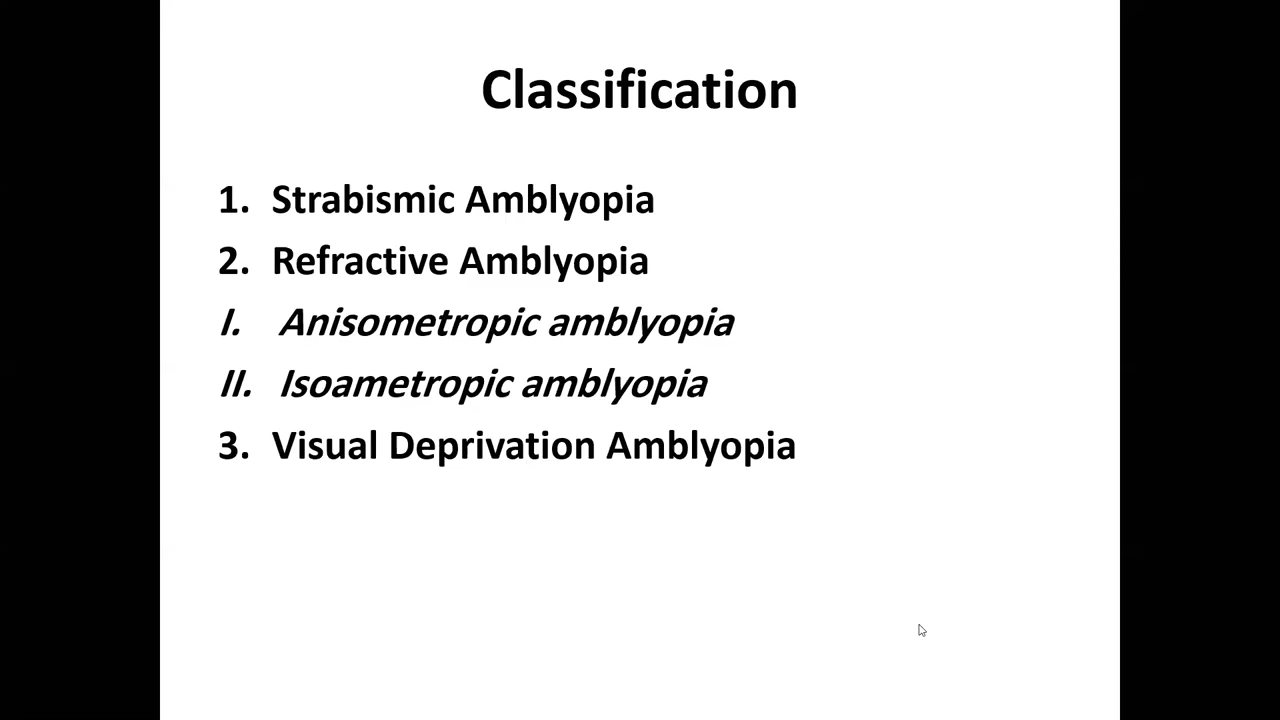 Classification
1. Strabismic Amblyopia
2. Refractive Amblyopia
I. Anisometropic amblyopia
II. Isoametropic amblyopia
3. Visual Deprivation Amblyopia